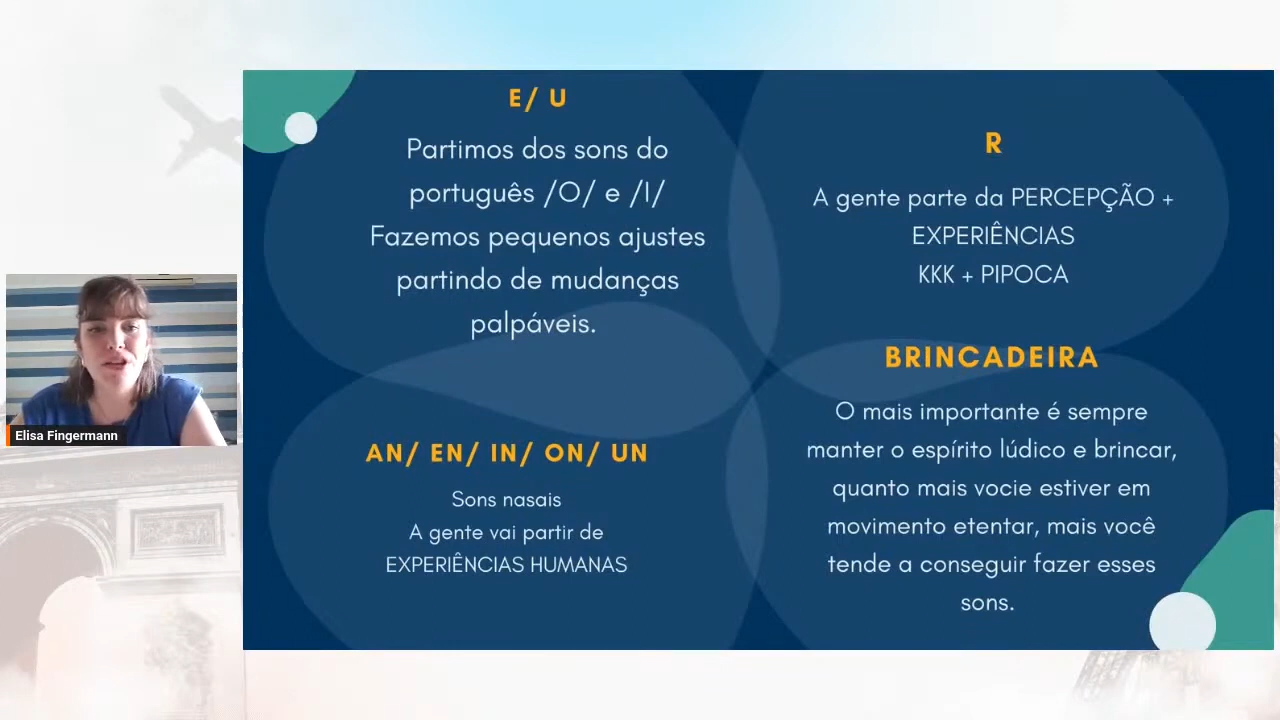 E/ U
Partimos dos sons do
português /O/ e /I/
Fazemos pequenos ajustes
partindo de mudanças
palpáveis.
AN/ EN/ IN/ ON/ UN
Sons nasais
A gente vai partir de
EXPERIÊNCIAS HUMANAS
R
A gente parte da PERCEPÇÃO +
EXPERIÊNCIAS
KKK + PIPOCA
BRINCADEIRA
O mais importante é sempre
manter o espírito lúdico e brincar,
quanto mais vocie estiver em
movimento etentar, mais você
tende a conseguir fazer esses
sons.
Elisa Fingermann